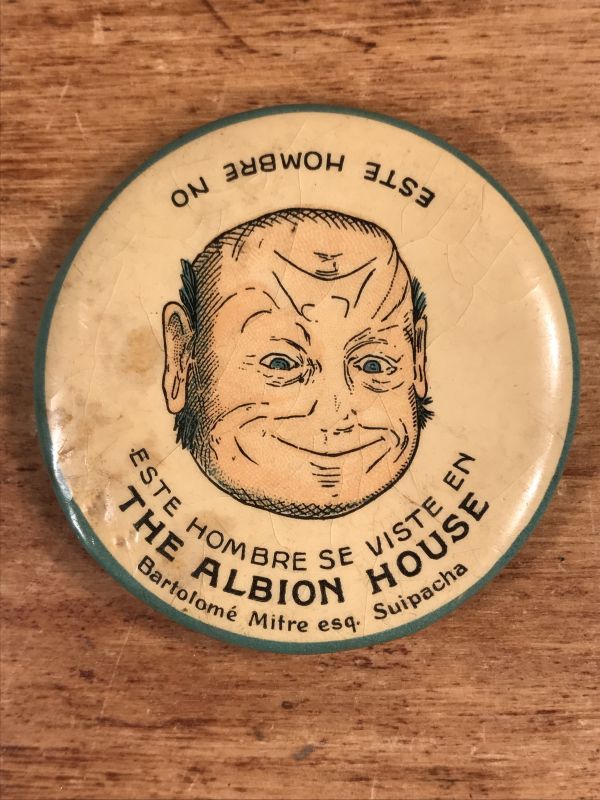 ESTE HOMBRE NO
ESTE HOMBRE SE VISTE EN
THE ALBION HOUSE
Bartolomé Mitre esq. Suipacha